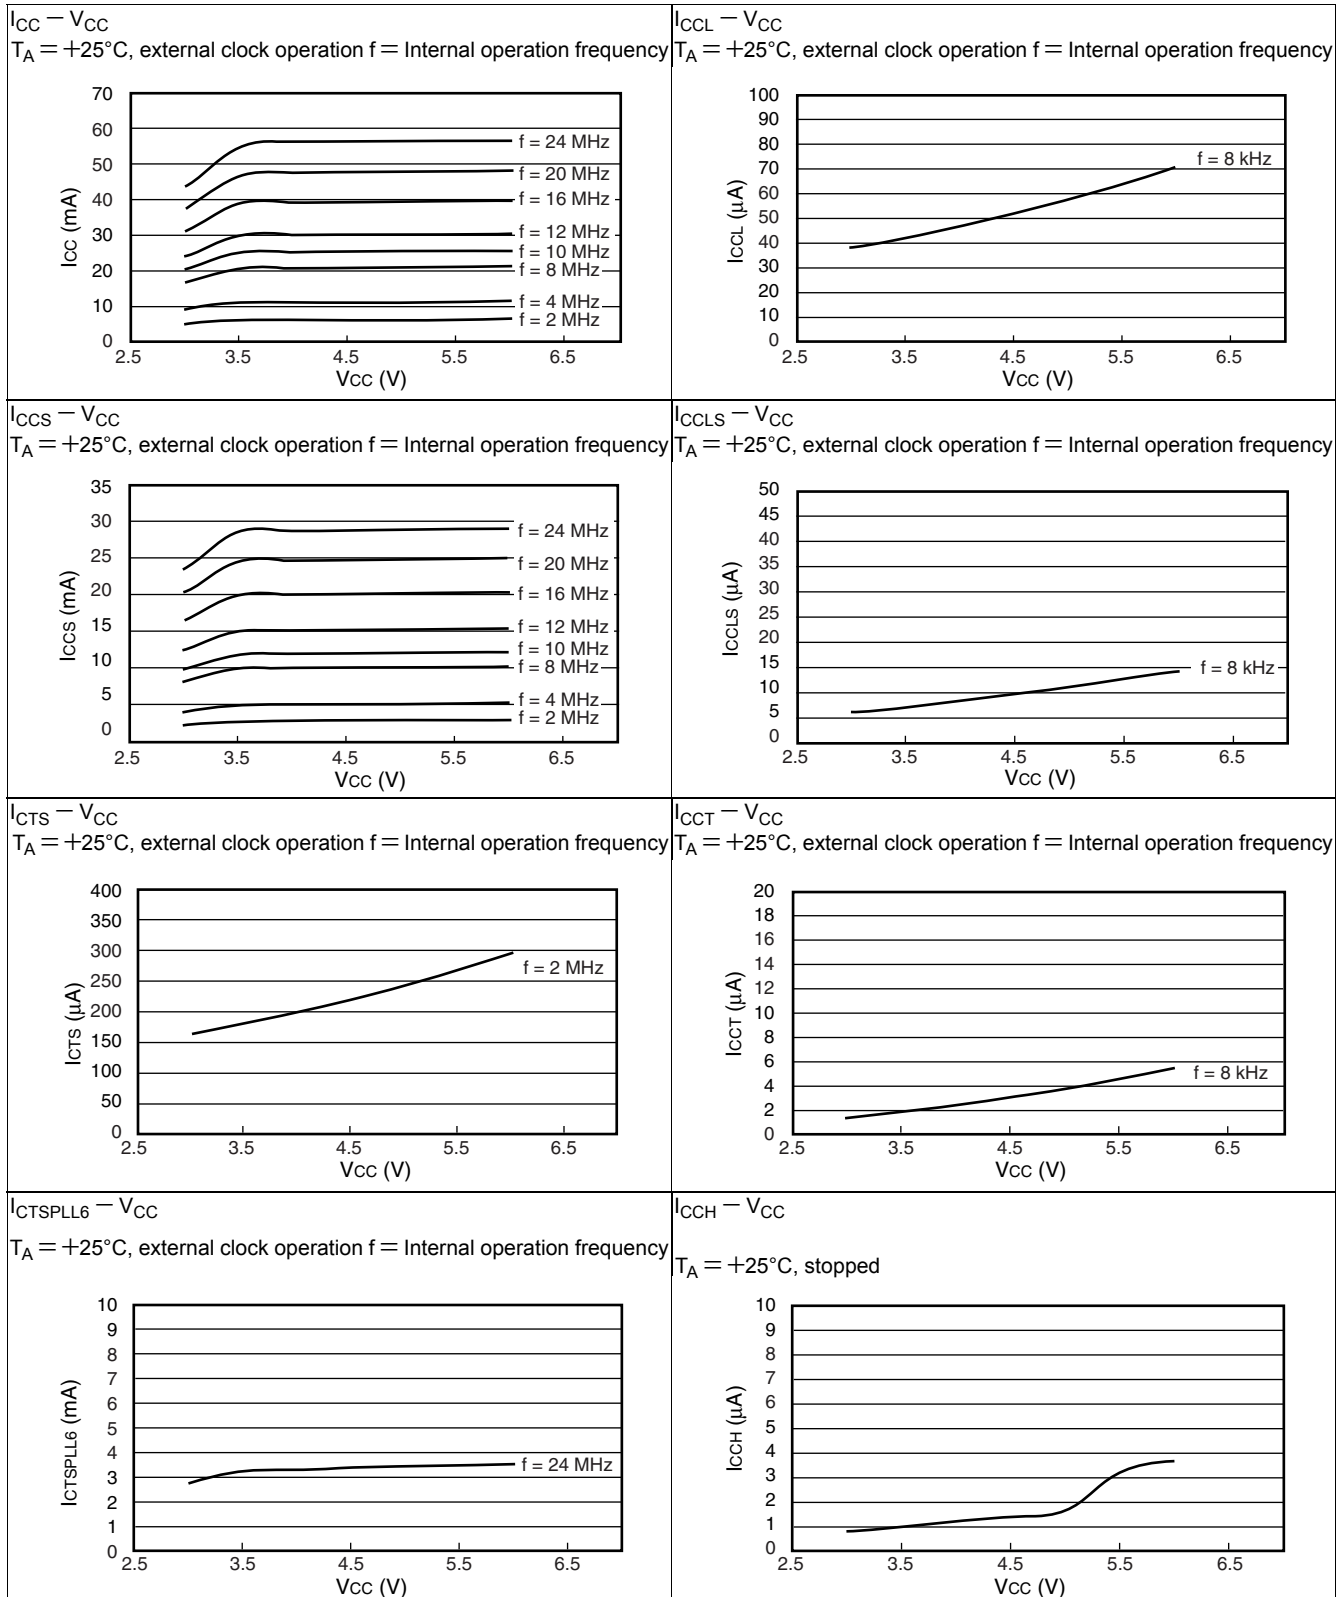 ICC － VCC
TA ＝ +25°C, external clock operation f ＝ Internal operation frequency
70
60
50
40
30
20
10
0
ICC (mA)
f = 24 MHz
f = 20 MHz
f = 16 MHz
f = 12 MHz
f = 10 MHz
f = 8 MHz
f = 4 MHz
f = 2 MHz
2.5 3.5 4.5 5.5 6.5
VCC (V)
ICCL － VCC
TA ＝ +25°C, external clock operation f ＝ Internal operation frequency
100
90
80
70
60
50
40
30
20
10
0
ICCL (μA)
f = 8 kHz
2.5 3.5 4.5 5.5 6.5
VCC (V)
ICCS － VCC
TA ＝ +25°C, external clock operation f ＝ Internal operation frequency
35
30
25
20
15
10
5
0
ICCS (mA)
f = 24 MHz
f = 20 MHz
f = 16 MHz
f = 12 MHz
f = 10 MHz
f = 8 MHz
f = 4 MHz
f = 2 MHz
2.5 3.5 4.5 5.5 6.5
VCC (V)
ICCLS － VCC
TA ＝ +25°C, external clock operation f ＝ Internal operation frequency
50
45
40
35
30
25
20
15
10
5
0
ICCLS (μA)
f = 8 kHz
2.5 3.5 4.5 5.5 6.5
VCC (V)
ICTS － VCC
TA ＝ +25°C, external clock operation f ＝ Internal operation frequency
400
350
300
250
200
150
100
50
0
ICTS (μA)
f = 2 MHz
2.5 3.5 4.5 5.5 6.5
VCC (V)
ICCT － VCC
TA ＝ +25°C, external clock operation f ＝ Internal operation frequency
20
18
16
14
12
10
8
6
4
2
0
ICCT (μA)
f = 8 kHz
2.5 3.5 4.5 5.5 6.5
VCC (V)
ICTSPLL6 － VCC
TA ＝ +25°C, external clock operation f ＝ Internal operation frequency
10
9
8
7
6
5
4
3
2
1
0
ICTSPLL6 (mA)
f = 24 MHz
2.5 3.5 4.5 5.5 6.5
VCC (V)
ICCH － VCC
TA ＝ +25°C, stopped
10
9
8
7
6
5
4
3
2
1
0
ICCH (μA)
2.5 3.5 4.5 5.5 6.5
VCC (V)